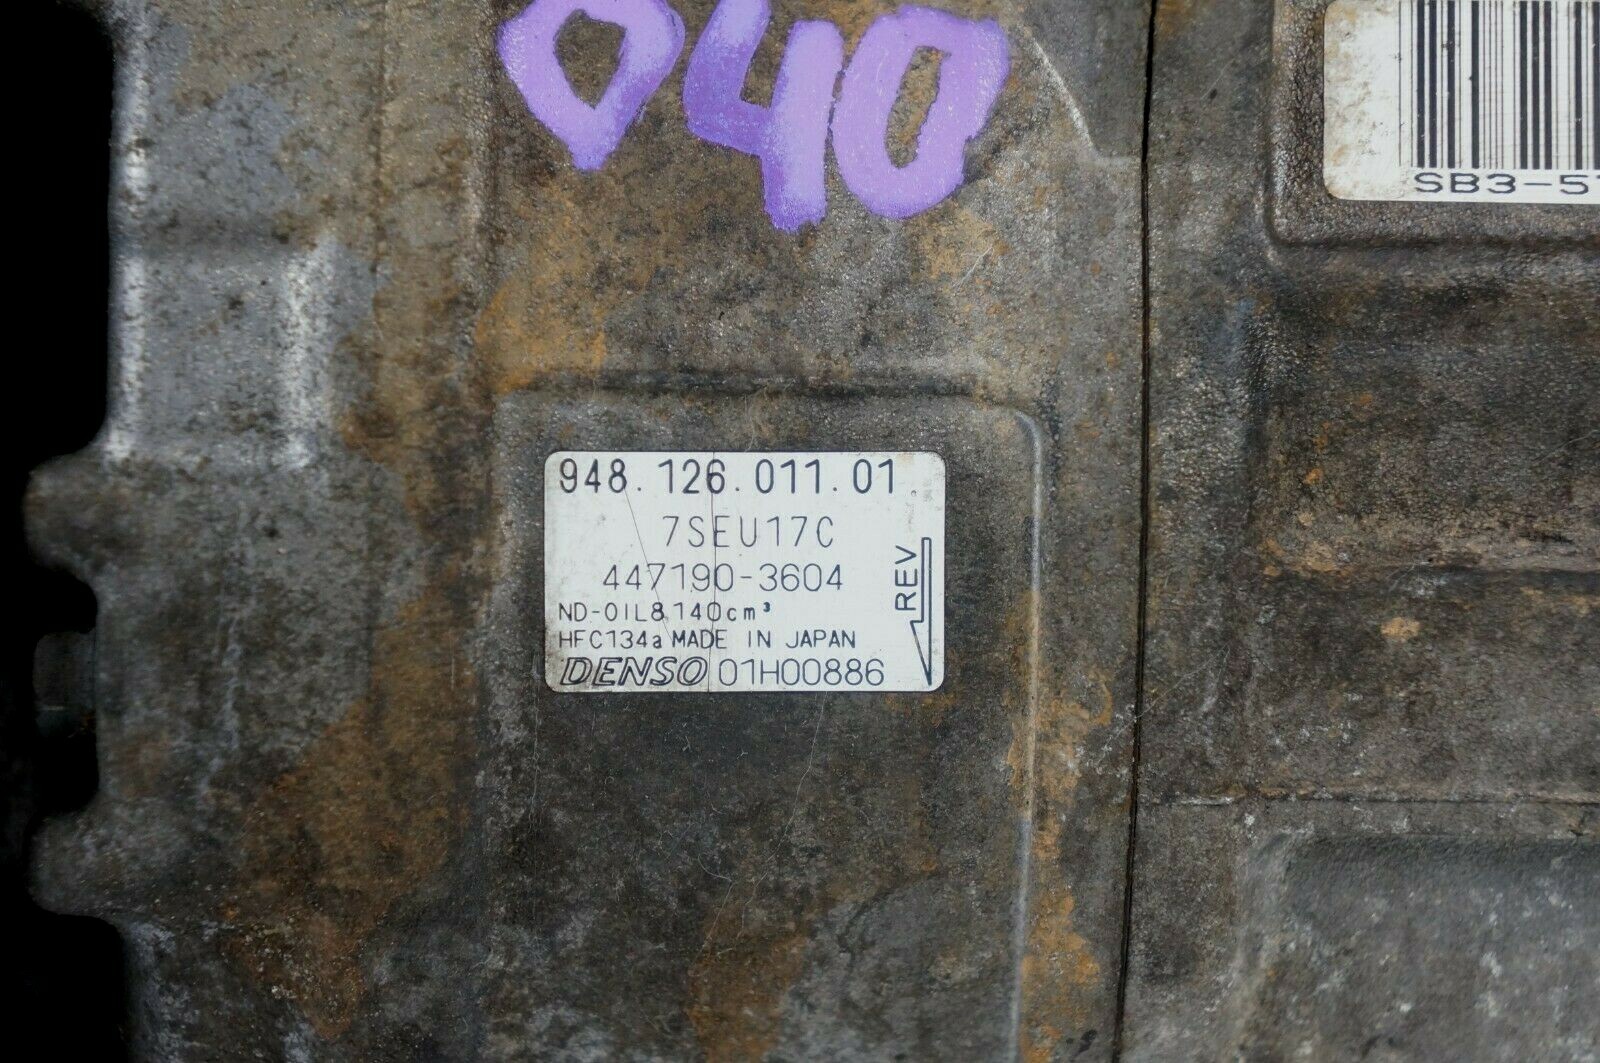 040
SB3-5
948.126.011.01
7SEU17C
447190-3604
ND-OIL8 140cm³
HFC134a MADE IN JAPAN
DENSO 01H00886
REV